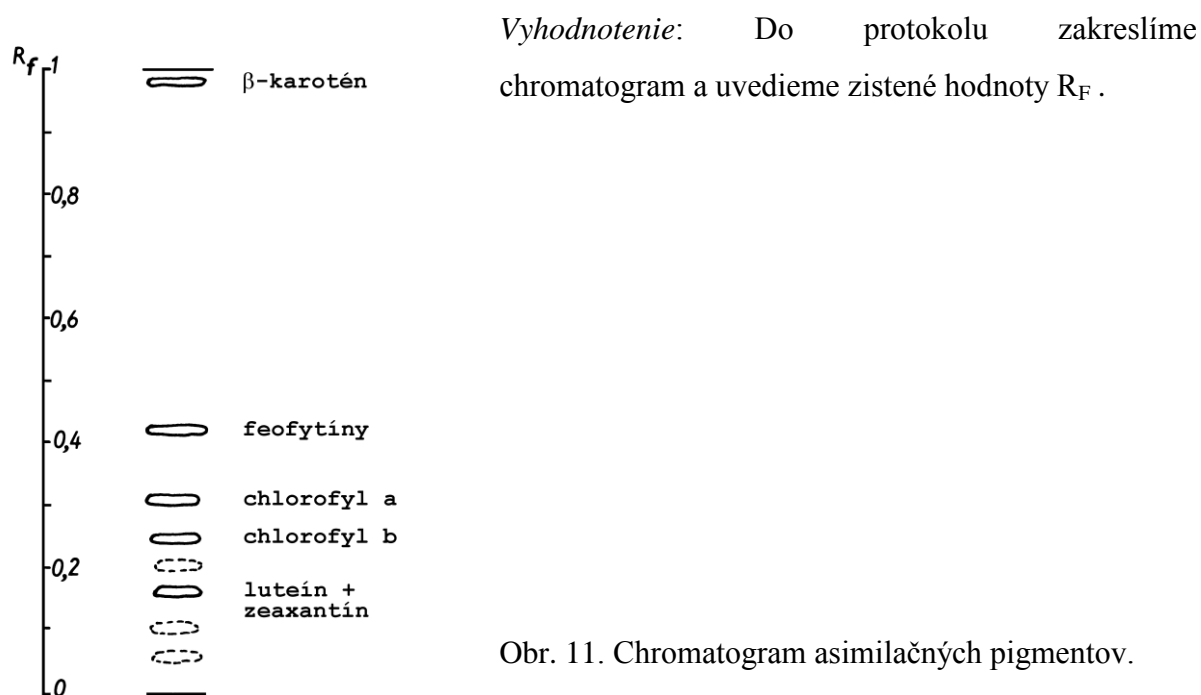 Vyhodnotenie: Do protokolu zakreslíme
chromatogram a uvedieme zistené hodnoty RF .
Rf
1
β-karotén
0,8
0,6
feofytíny
0,4
chlorofyl a
chlorofyl b
0,2
luteín +
zeaxantín
0
Obr. 11. Chromatogram asimilačných pigmentov.